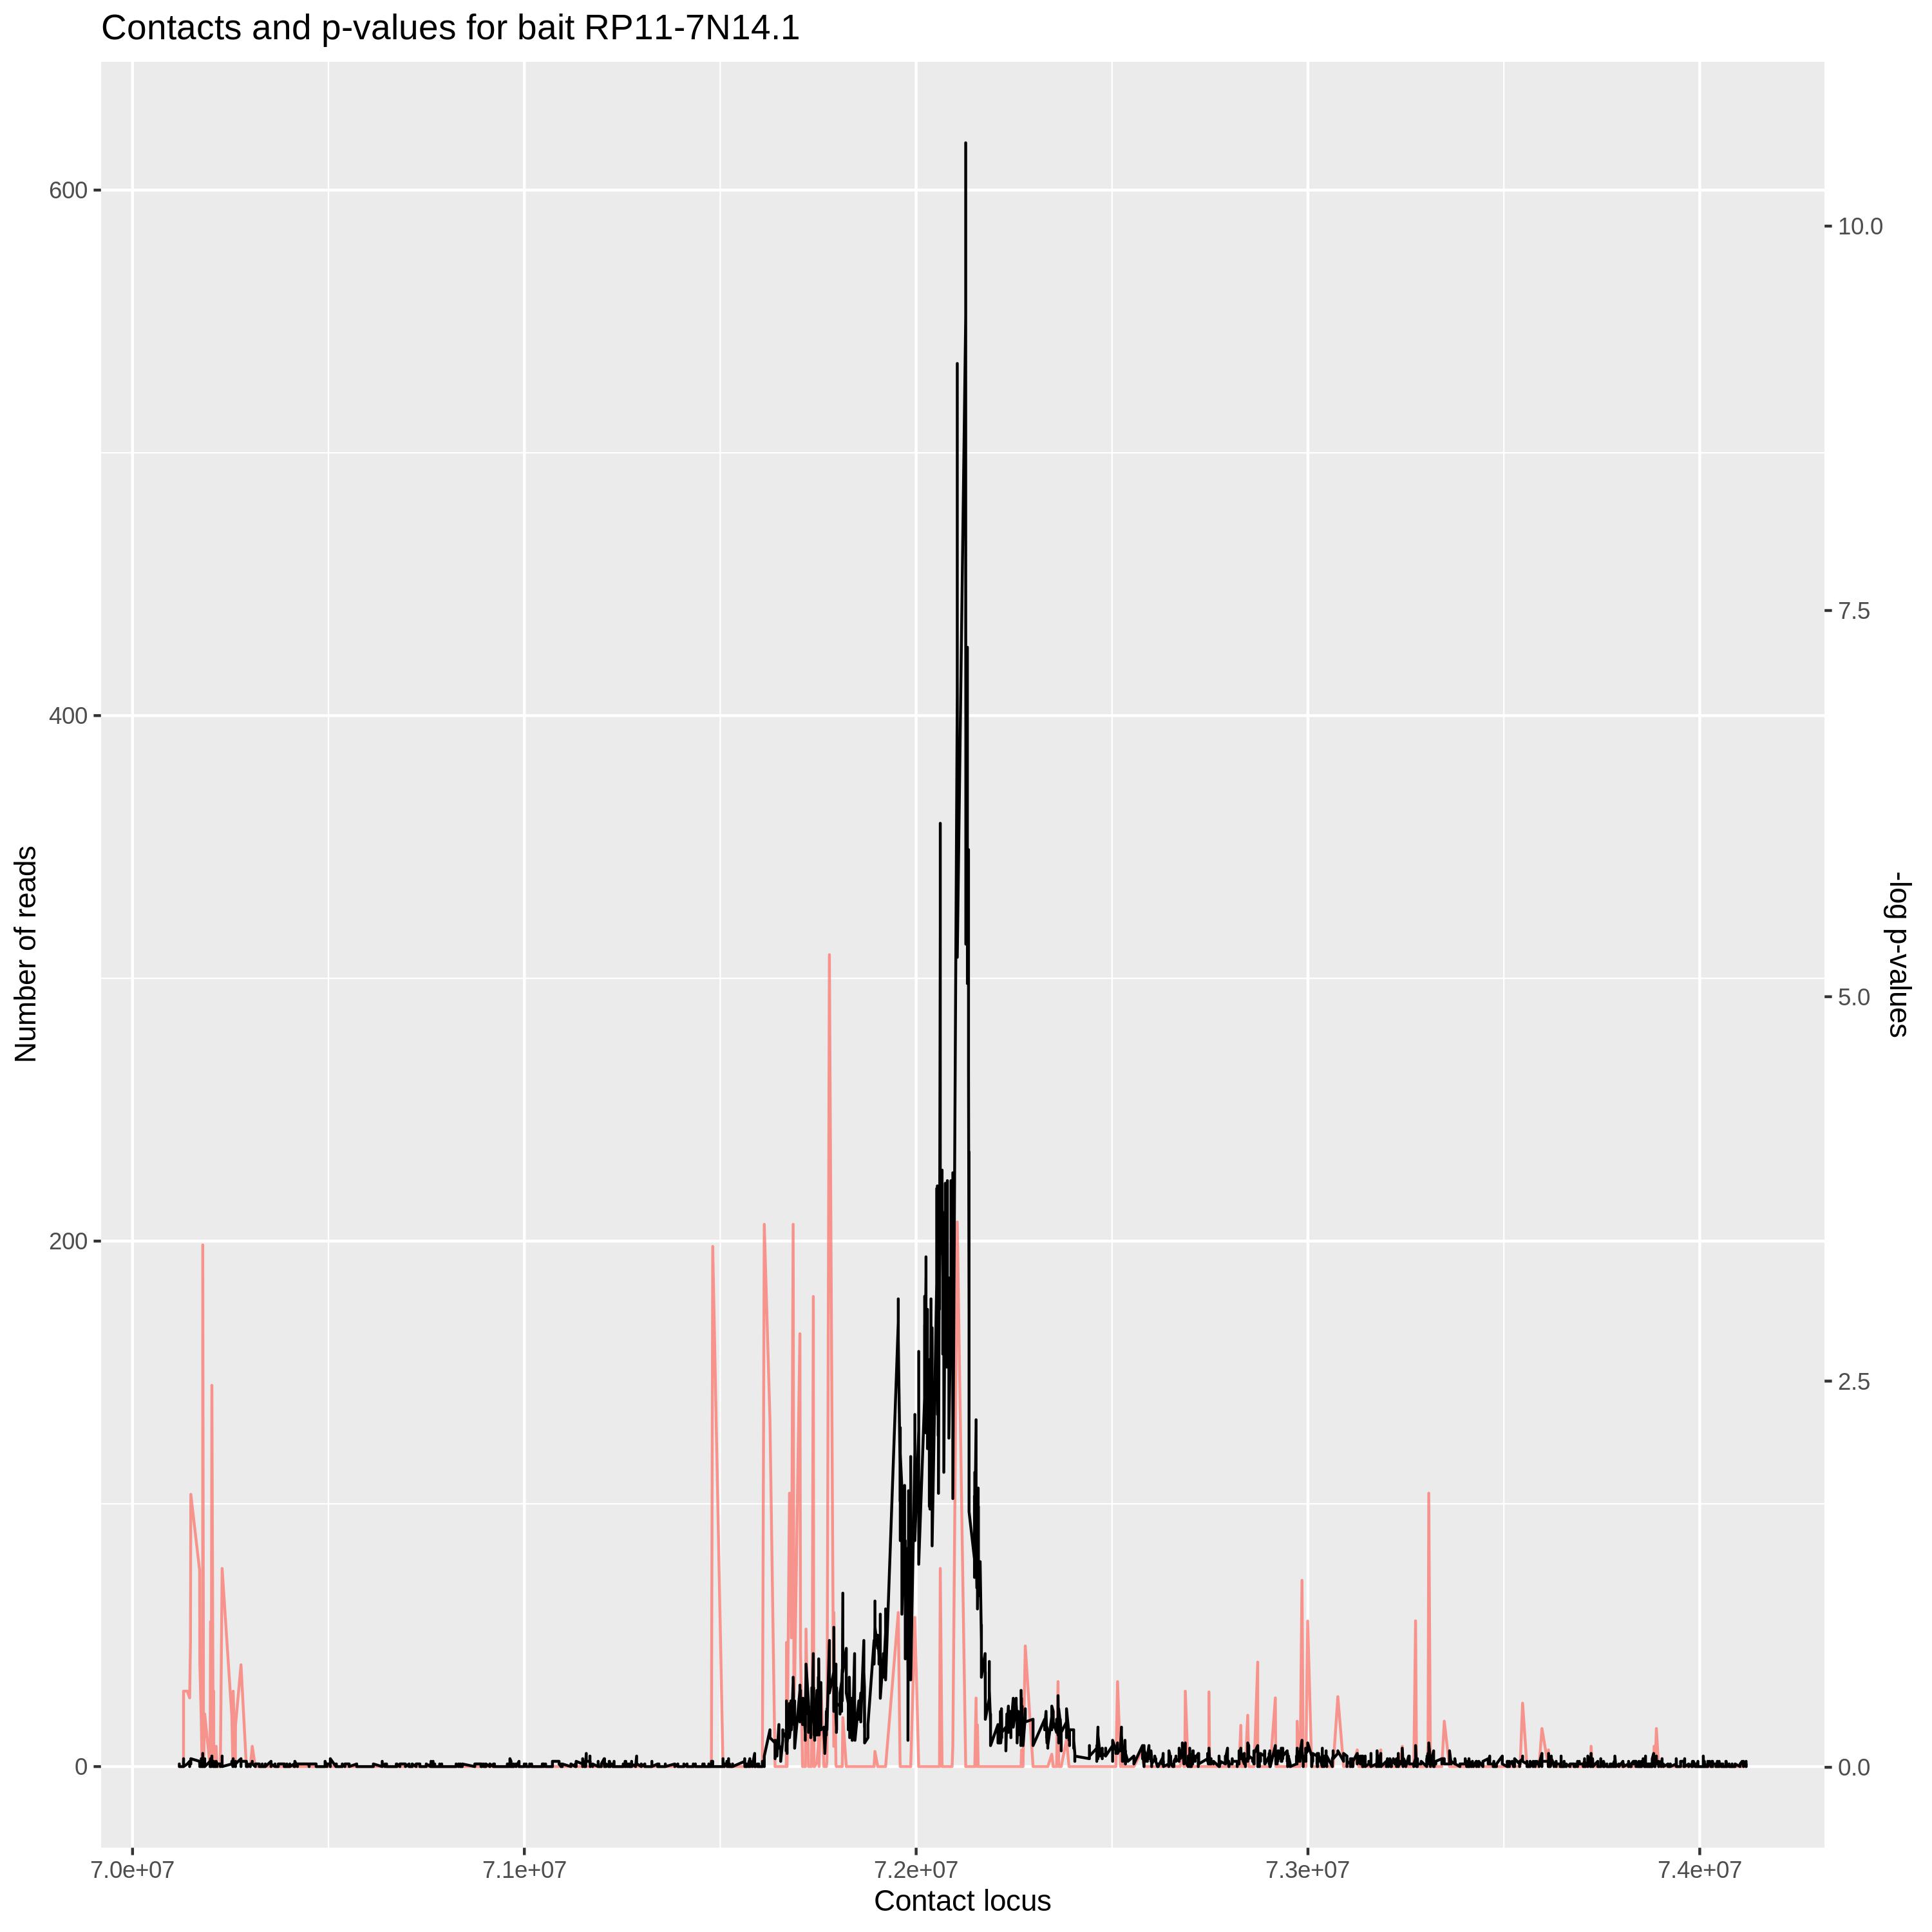 Contacts and p-values for bait RP11-7N14.1
600
400
200
0
Number of reads
10.0
7.5
5.0
2.5
0.0
-log p-values
7.0e+07 7.1e+07 7.2e+07 7.3e+07 7.4e+07
Contact locus